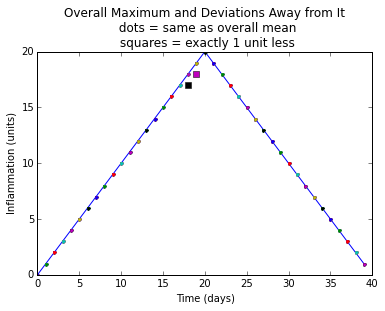 Overall Maximum and Deviations Away from It
dots = same as overall mean
squares = exactly 1 unit less
20
15
10
5
0
Inflammation (units)
0 5 10 15 20 25 30 35 40
Time (days)